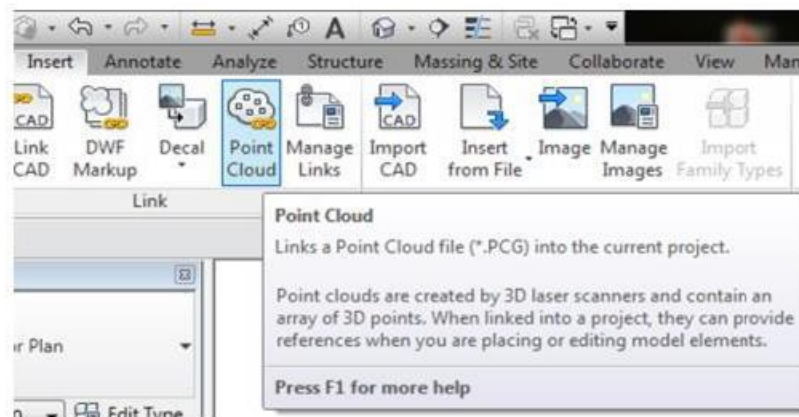 A
Insert Annotate Analyze Structure Massing & Site Collaborate View Man
CAD CAD
Link DWF Decal Point Manage Import Insert Image Manage Import
CAD Markup Cloud Links CAD from File Images Family Types
Link
Point Cloud
Links a Point Cloud file (*.PCG) into the current project.
Point clouds are created by 3D laser scanners and contain an
array of 3D points. When linked into a project, they can provide
references when you are placing or editing model elements.
r Plan
Press F1 for more help
Edit Type